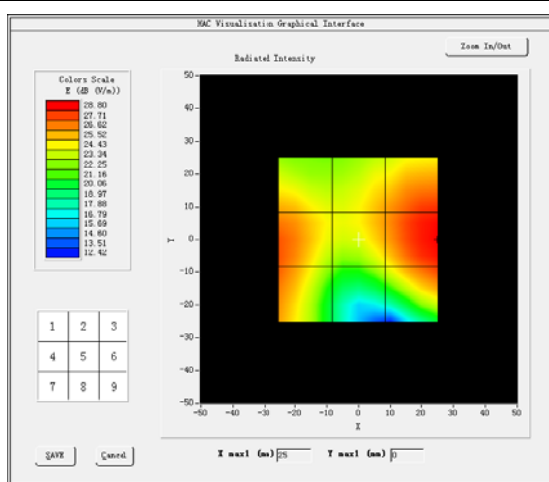 MAC Visualisation Graphical Interface
Zoom In/Out
Radiatel Intensity
Colors Scale
E (dB (V/m))
28.80
27.71
26.62
25.52
24.43
23.34
22.25
21.16
20.06
18.97
17.88
16.79
15.69
14.60
13.51
12.42
50
40
30
20
10
0
-10
-20
-30
-40
-50
Y
-50 -40 -30 -20 -10 0 10 20 30 40 50
X
1 2 3
4 5 6
7 8 9
SAVE Cancel
X max1 (mm) 25 Y max1 (mm) 0